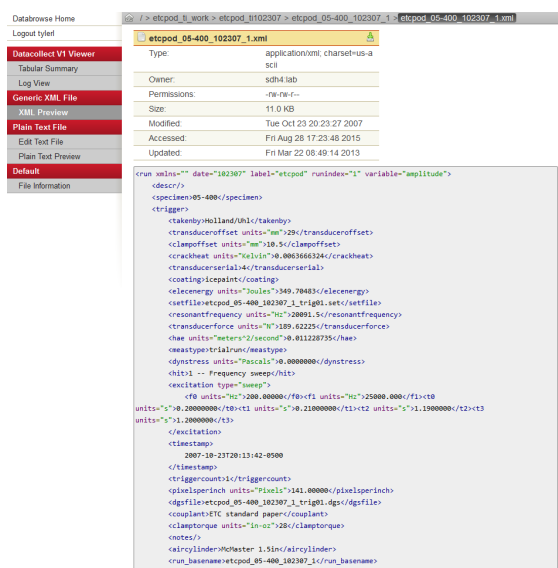 Databrowse Home
Logout tylerl
Datacollect V1 Viewer
Tabular Summary
Log View
Generic XML File
XML Preview
Plain Text File
Edit Text File
Plain Text Preview
Default
File Information
/ > etcpod_ti_work > etcpod_ti102307 > etcpod_05-400_102307_1 > etcpod_05-400_102307_1.xml
etcpod_05-400_102307_1.xml
Type: application/xml; charset=us-a
scii
Owner: sdh4:lab
Permissions: -rw-rw-r--
Size: 11.0 KB
Modified: Tue Oct 23 20:23:27 2007
Accessed: Fri Aug 28 17:23:48 2015
Updated: Fri Mar 22 08:49:14 2013
<run xmlns="" date="102307" label="etcpod" runindex="1" variable="amplitude">
<descr/>
<specimen>05-400</specimen>
<trigger>
<takenby>Holland/Uhl</takenby>
<transduceroffset units="mm">29</transduceroffset>
<clampoffset units="mm">10.5</clampoffset>
<crackheat units="Kelvin">0.0063666324</crackheat>
<transducerserial>4</transducerserial>
<coating>icepaint</coating>
<elecenergy units="Joules">349.70483</elecenergy>
<setfile>etcpod_05-400_102307_1_trig01.set</setfile>
<resonantfrequency units="Hz">20091.5</resonantfrequency>
<transducerforce units="N">189.62225</transducerforce>
<hae units="meters^2/second">0.011228735</hae>
<meastype>trialrun</meastype>
<dynstress units="Pascals">0.0000000</dynstress>
<hit>1 -- Frequency sweep</hit>
<excitation type="sweep">
<f0 units="Hz">200.00000</f0><f1 units="Hz">25000.000</f1><t0
units="s">0.20000000</t0><t1 units="s">0.21000000</t1><t2 units="s">1.1900000</t2><t3
units="s">1.2000000</t3>
</excitation>
<timestamp>
2007-10-23T20:13:42-0500
</timestamp>
<triggercount>1</triggercount>
<pixelsperinch units="Pixels">141.00000</pixelsperinch>
<dgsfile>etcpod_05-400_102307_1_trig01.dgs</dgsfile>
<couplant>ETC standard paper</couplant>
<clamptorque units="in-oz">28</clamptorque>
<notes/>
<aircylinder>McMaster 1.5in</aircylinder>
<run_basename>etcpod_05-400_102307_1</run_basename>